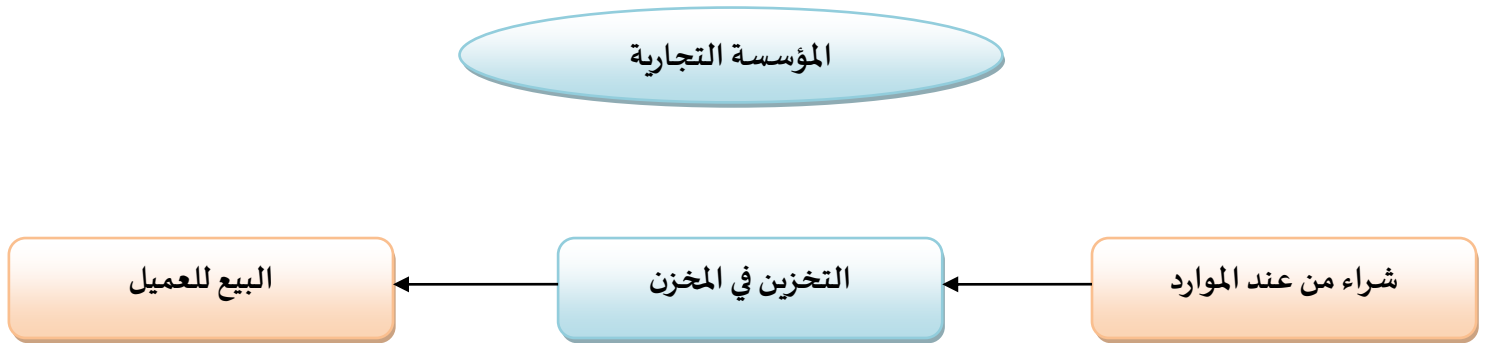 المؤسسة التجارية
شراء من عند الموارد
التخزين في المخزن
البيع للعميل